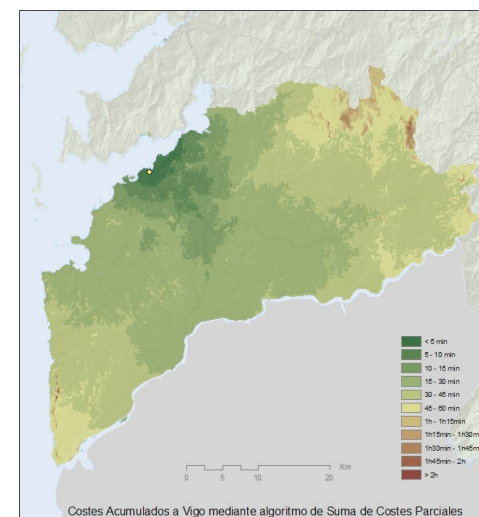 < 5 min
5 - 10 min
10 - 15 min
15 - 30 min
30 - 45 min
45 - 60 min
1h - 1h15min
1h15min - 1h30m
1h30min - 1h45m
1h45min - 2h
> 2h
Km
0 5 10 20
Costes Acumulados a Vigo mediante algoritmo de Suma de Costes Parciales